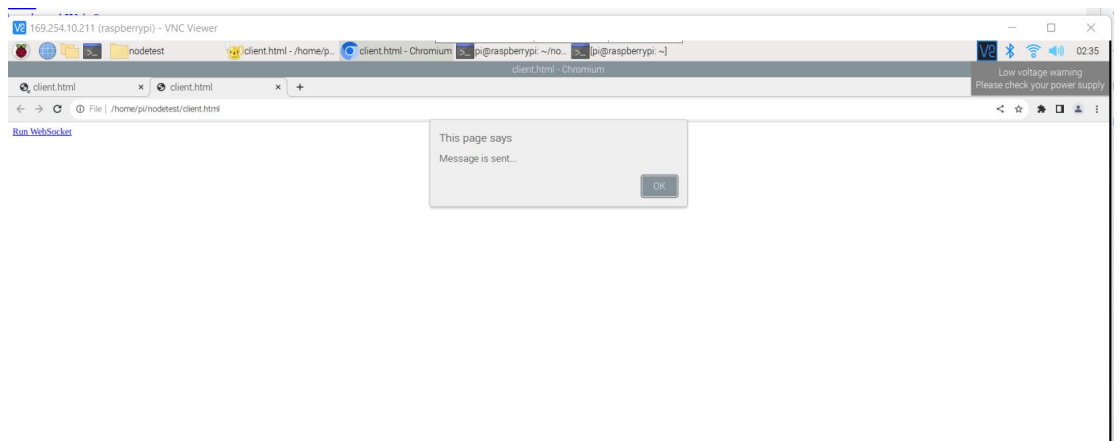 169.254.10.211 (raspberrypi) - VNC Viewer
nodetest
client.html - /home/p...
client.html - Chromium
pi@raspberrypi: ~/no...
[pi@raspberrypi: ~]
02:35
client.html - Chromium
Low voltage warning
Please check your power supply
client.html
client.html
File | /home/pi/nodetest/client.html
Run WebSocket
This page says
Message is sent...
OK